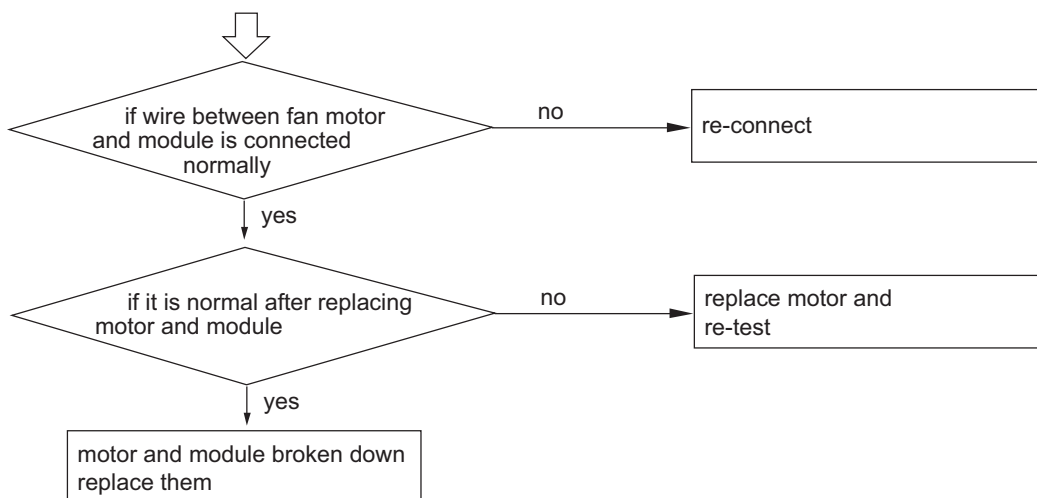 if wire between fan motor
and module is connected
normally
no
re-connect
yes
if it is normal after replacing
motor and module
no
replace motor and
re-test
yes
motor and module broken down
replace them